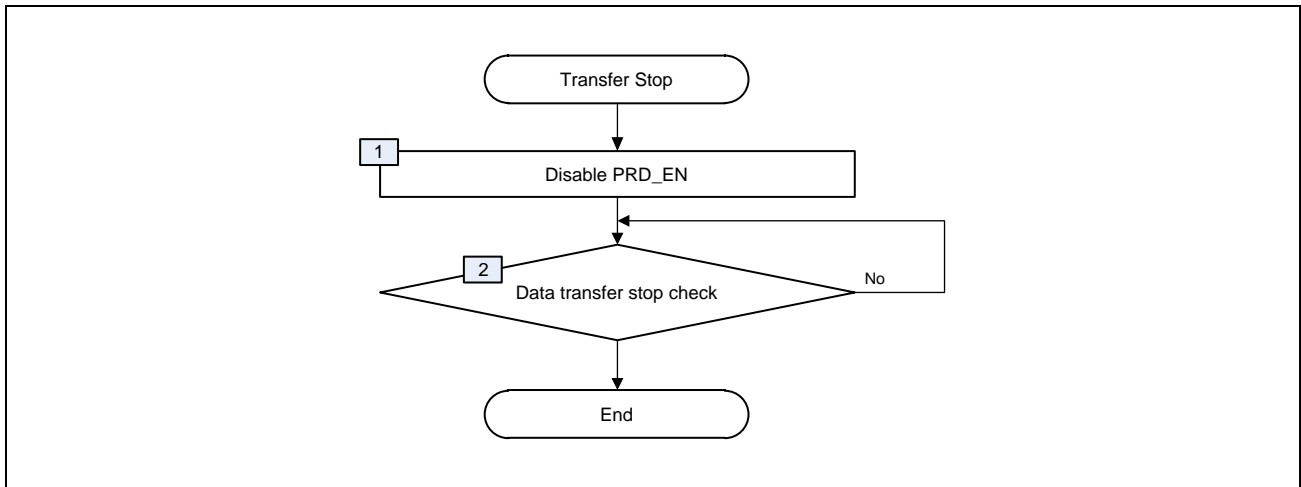 Transfer Stop
1
Disable PRD_EN
2
Data transfer stop check
No
End